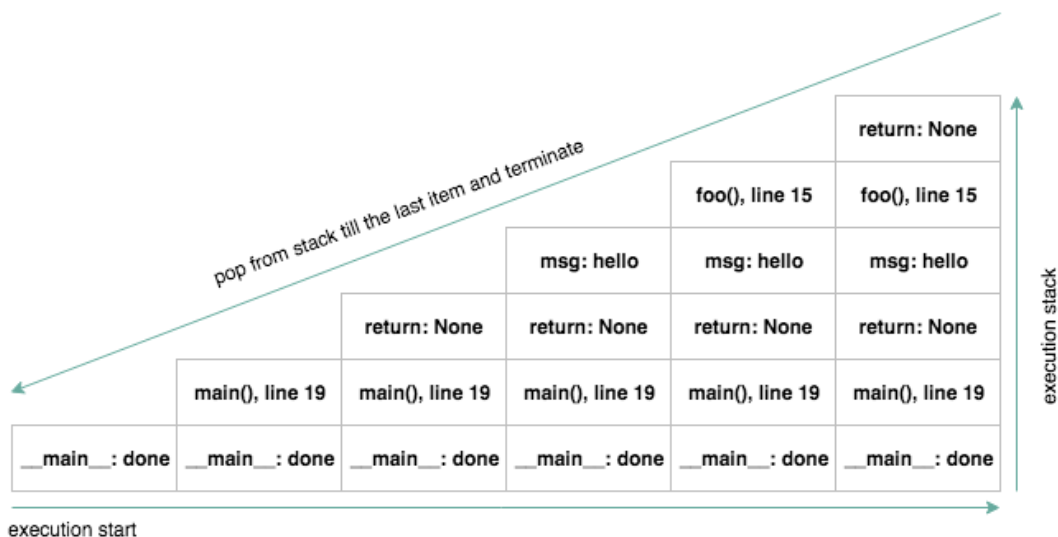 return: None
pop from stack till the last item and terminate
foo(), line 15 foo(), line 15
msg: hello msg: hello msg: hello
return: None return: None return: None return: None
main(), line 19 main(), line 19 main(), line 19 main(), line 19 main(), line 19
__main__: done __main__: done __main__: done __main__: done __main__: done __main__: done
execution stack
execution start